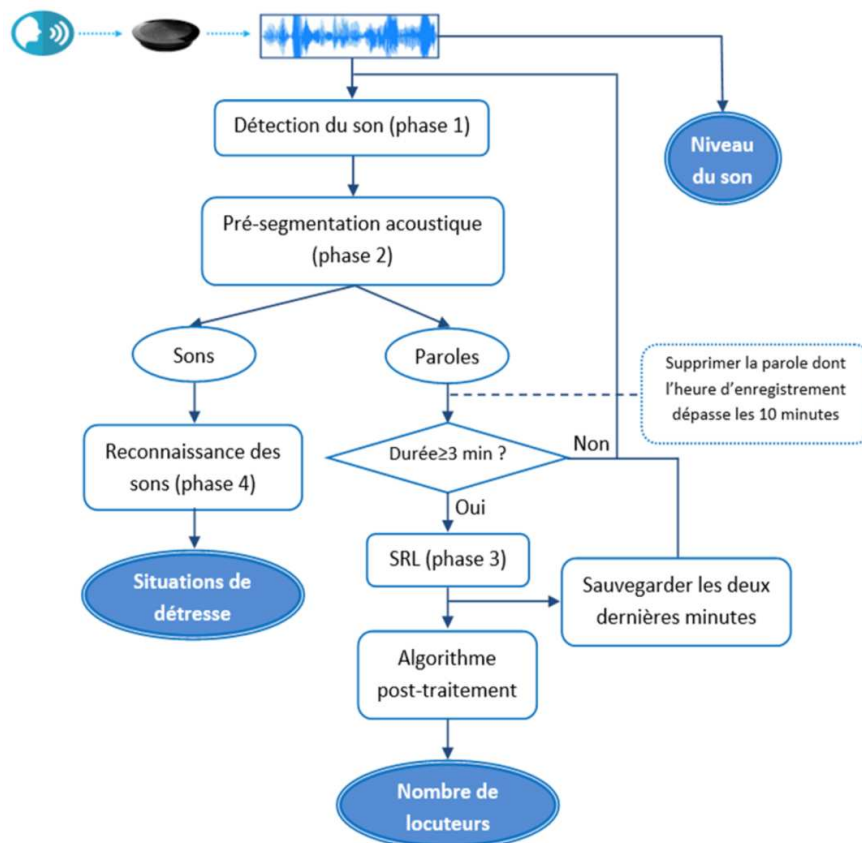 Détection du son (phase 1)
Niveau
du son
Pré-segmentation acoustique
(phase 2)
Sons
Paroles
Supprimer la parole dont
l'heure d'enregistrement
dépasse les 10 minutes
Reconnaissance des
sons (phase 4)
Durée≥3 min ?
Non
Oui
Situations de
détresse
SRL (phase 3)
Sauvegarder les deux
dernières minutes
Algorithme
post-traitement
Nombre de
locuteurs